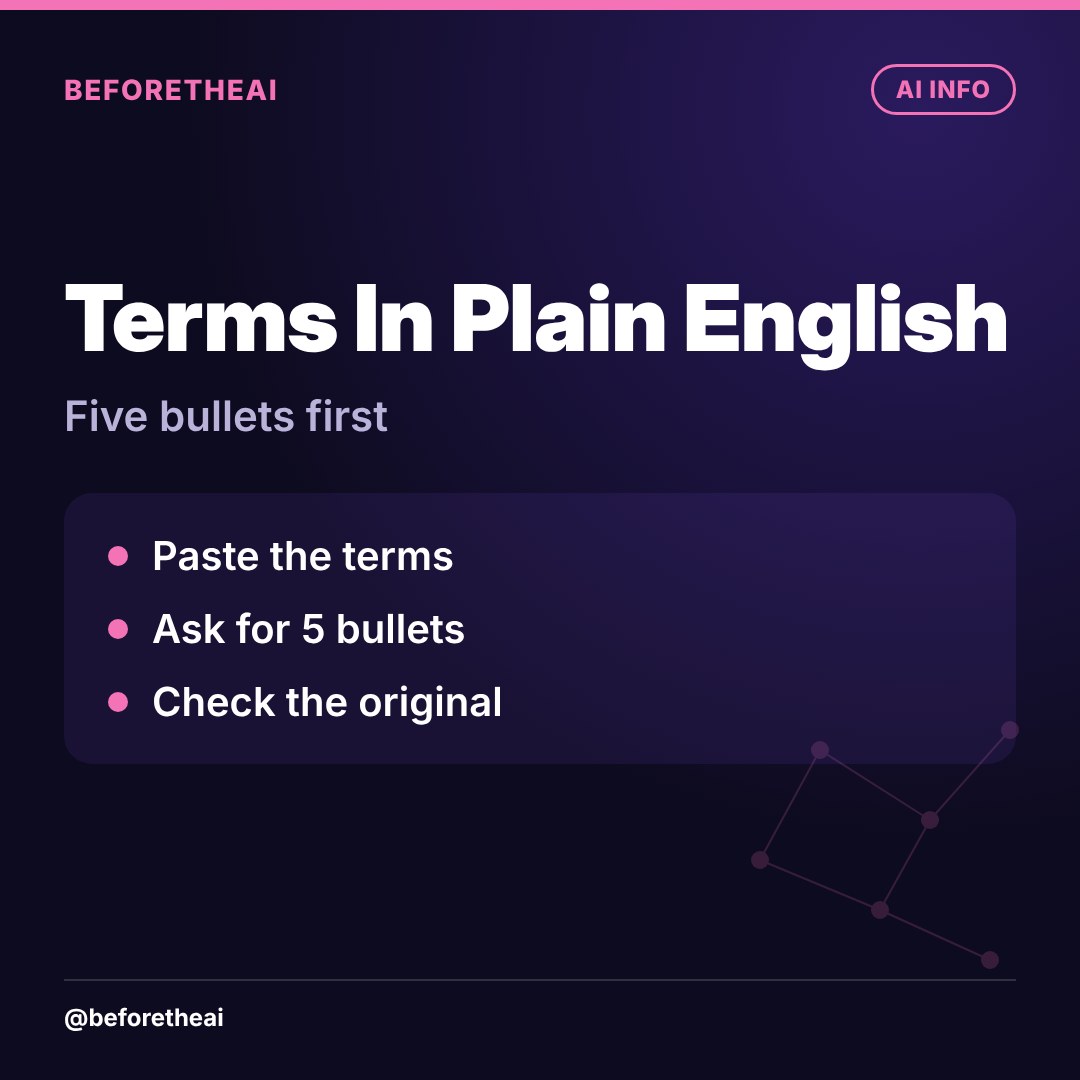 BEFORETHEAI
AI INFO
Terms In Plain English
Five bullets first
Paste the terms
Ask for 5 bullets
Check the original
@beforetheai